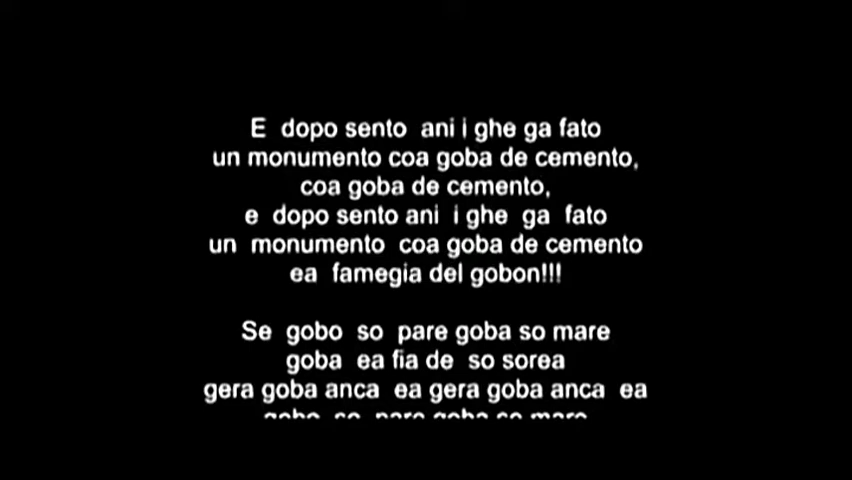 E dopo sento ani i ghe ga fato
un monumento coa goba de cemento,
coa goba de cemento,
e dopo sento ani i ghe ga fato
un monumento coa goba de cemento
ea famegia del gobon!!!
Se gobo so pare goba so mare
goba ea fia de so sorea
gera goba anca ea gera goba anca ea
gobo so pare goba so mare